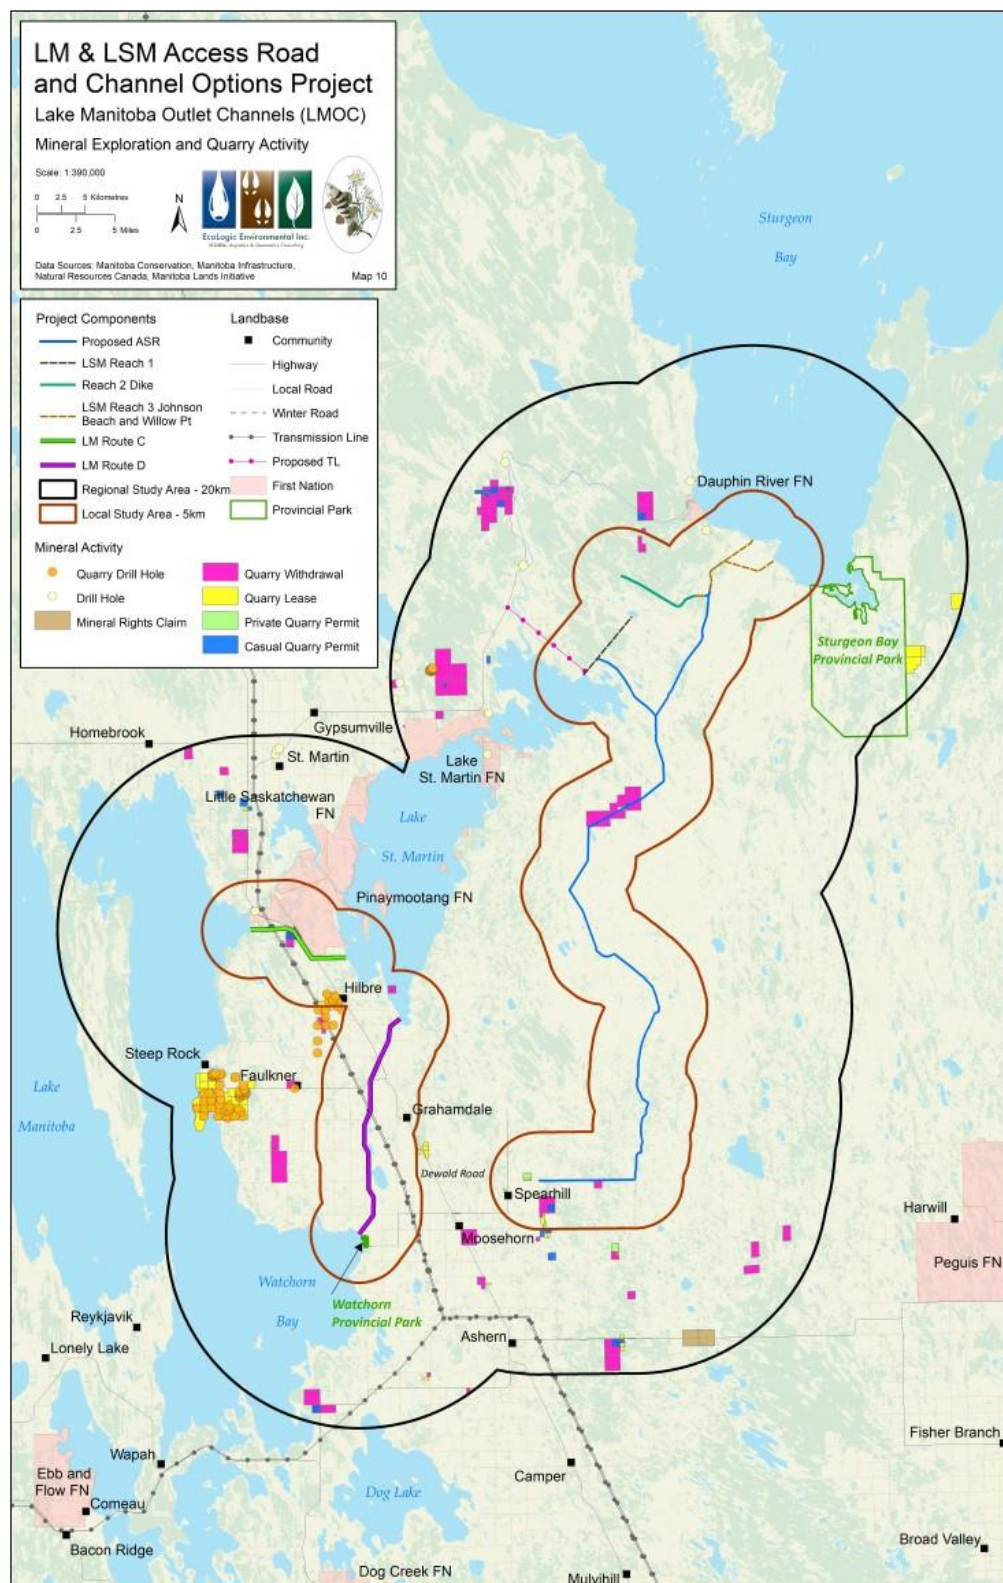 LM & LSM Access Road
and Channel Options Project
Lake Manitoba Outlet Channels (LMOC)
Mineral Exploration and Quarry Activity
Scale: 1:390,000
0 2.5 5 Kilometres
0 2.5 5 Miles
N
EcoLogic Environmental Inc.
Data Sources: Manitoba Conservation, Manitoba Infrastructure,
Natural Resources Canada, Manitoba Lands Initiative
Map 10
Project Components
Proposed ASR
LSM Reach 1
Reach 2 Dike
LSM Reach 3 Johnson
Beach and Willow Pt
LM Route C
LM Route D
Regional Study Area - 20km
Local Study Area - 5km
Landbase
Community
Highway
Local Road
Winter Road
Transmission Line
Proposed TL
First Nation
Provincial Park
Mineral Activity
Quarry Drill Hole
Drill Hole
Mineral Rights Claim
Quarry Withdrawal
Quarry Lease
Private Quarry Permit
Casual Quarry Permit
Sturgeon
Bay
Dauphin River FN
Sturgeon Bay
Provincial Park
Homebrook
Gypsumville
St. Martin
Lake
St. Martin FN
Little Saskatchewan
FN
Lake
St. Martin
Pinaymootang FN
Hilbre
Steep Rock
Faulkner
Lake
Manitoba
Grahamdale
Dewald Road
Spearhill
Moosehorn
Harwill
Peguis FN
Watchorn
Bay
Watchorn
Provincial Park
Reykjavik
Lonely Lake
Ashern
Fisher Branch
Wapah
Ebb and
Flow FN
Comeau
Bacon Ridge
Camper
Dog Lake
Broad Valley
Dog Creek FN
Mulvihill